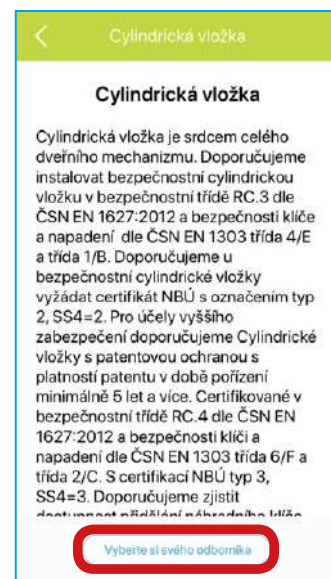 Cylindrická vložka
Cylindrická vložka
Cylindrická vložka je srdcem celého
dveřního mechanizmu. Doporučujeme
instalovat bezpečnostní cylindrickou
vložku v bezpečnostní třídě RC.3 dle
ČSN EN 1627:2012 a bezpečnosti klíče
a napadení dle ČSN EN 1303 třída 4/E
a třída 1/B. Doporučujeme u
bezpečnostní cylindrické vložky
vyžádat certifikát NBÚ s označením typ
2, SS4=2. Pro účely vyššího
zabezpečení doporučujeme Cylindrické
vložky s patentovou ochranou s
platností patentu v době pořízení
minimálně 5 let a více. Certifikované v
bezpečnostní třídě RC.4 dle ČSN EN
1627:2012 a bezpečnosti klíči a
napadení dle ČSN EN 1303 třída 6/F a
třída 2/C. S certifikací NBÚ typ 3,
SS4=3. Doporučujeme zjistit
dostupnost přidělání náhradního klíče
Vyberte si svého odborníka